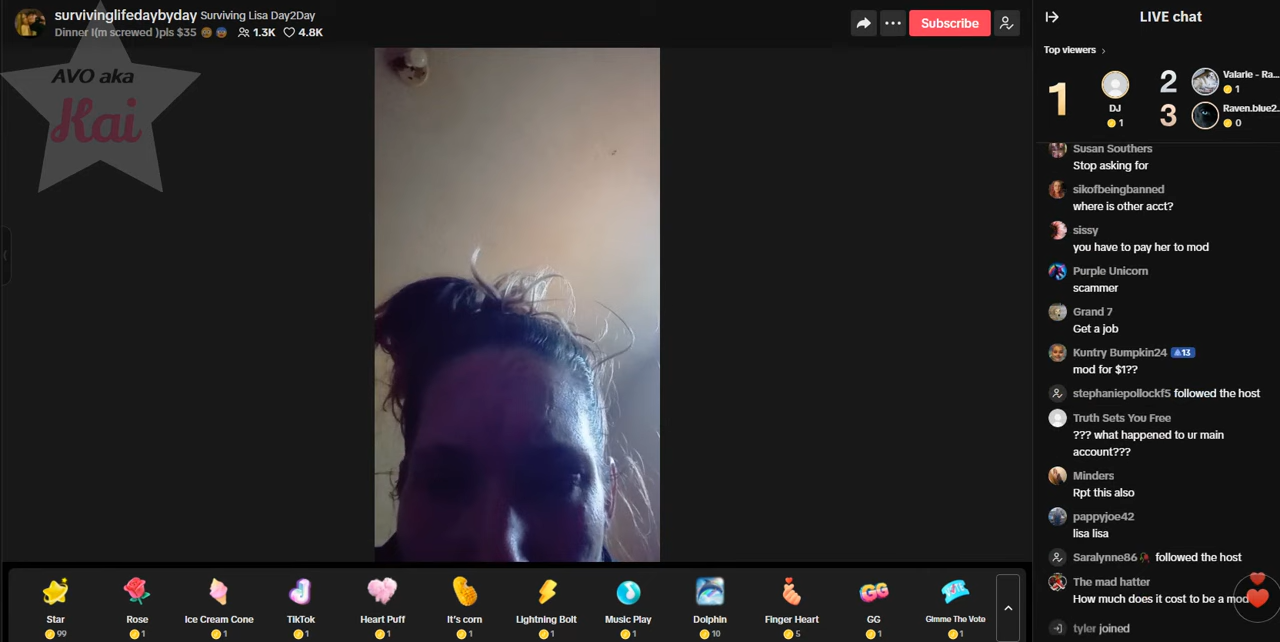 survivinglifedaybyday Surviving Lisa Day2Day
Dinner I(m screwed )pls $35 1.3K 4.8K
Subscribe
AVO aka
Kai
LIVE chat
Top viewers
1
DJ
1
2
Valarie - Ra...
1
3
Raven.blue2...
0
Susan Southers
Stop asking for
sikofbeingbanned
where is other acct?
sissy
you have to pay her to mod
Purple Unicorn
scammer
Grand 7
Get a job
Kuntry Bumpkin24 13
mod for $1??
stephaniepollockf5 followed the host
Truth Sets You Free
??? what happened to ur main
account???
Minders
Rpt this also
pappyjoe42
lisa lisa
Saralynne86 followed the host
The mad hatter
How much does it cost to be a mod
tyler joined
Star
99
Rose
1
Ice Cream Cone
1
TikTok
1
Heart Puff
1
It's corn
1
Lightning Bolt
1
Music Play
1
Dolphin
10
Finger Heart
5
GG
GG
1
Gimme The Vote
1